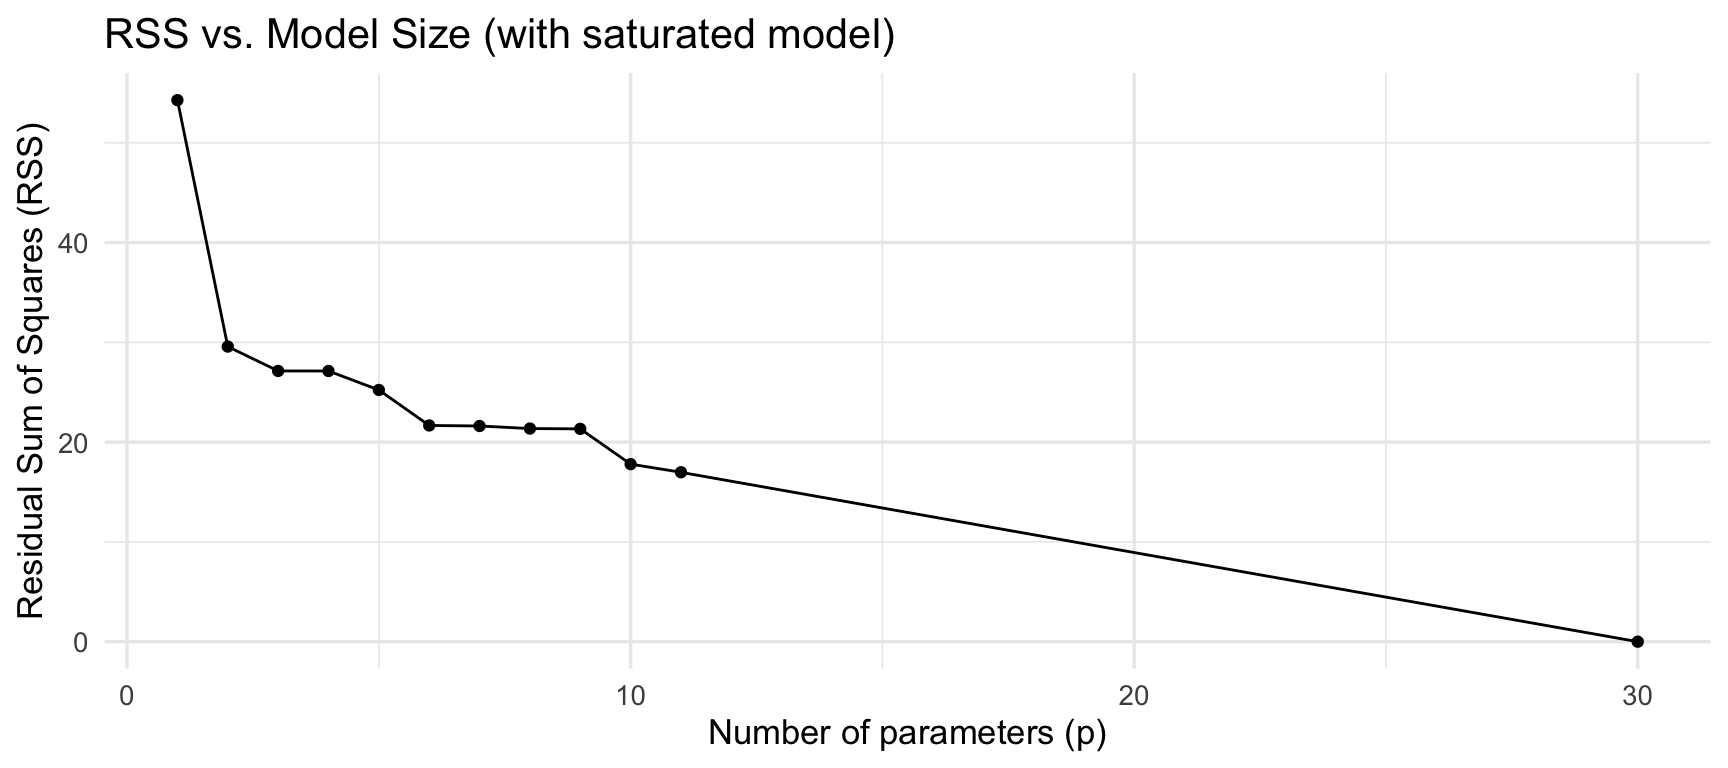 RSS vs. Model Size (with saturated model)
Residual Sum of Squares (RSS)
40
20
0
0 10 20 30
Number of parameters (p)